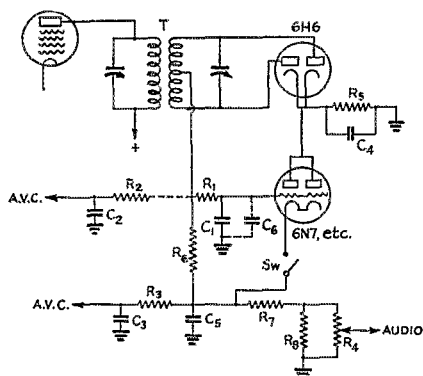 T
6H6
R5
C4
+
A.V.C.
R2
R1
C2
C1
C6
6N7, etc.
R6
Sw
A.V.C.
R3
C3
C5
R7
R8
R4
AUDIO